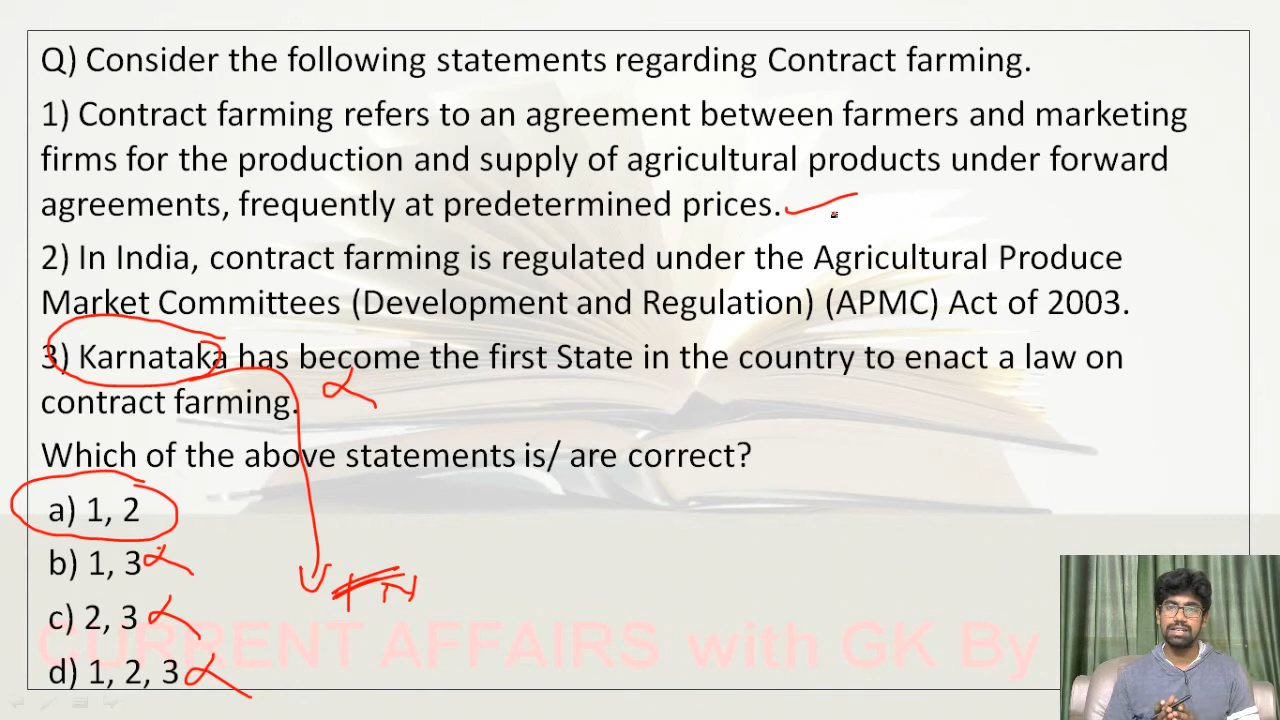 Q) Consider the following statements regarding Contract farming.
1) Contract farming refers to an agreement between farmers and marketing
firms for the production and supply of agricultural products under forward
agreements, frequently at predetermined prices.
2) In India, contract farming is regulated under the Agricultural Produce
Market Committees (Development and Regulation) (APMC) Act of 2003.
3) Karnataka has become the first State in the country to enact a law on
contract farming.
Which of the above statements is/ are correct?
a) 1, 2
b) 1, 3
c) 2, 3
TN
d) 1, 2, 3
CURRENT AFFAIRS with GK By